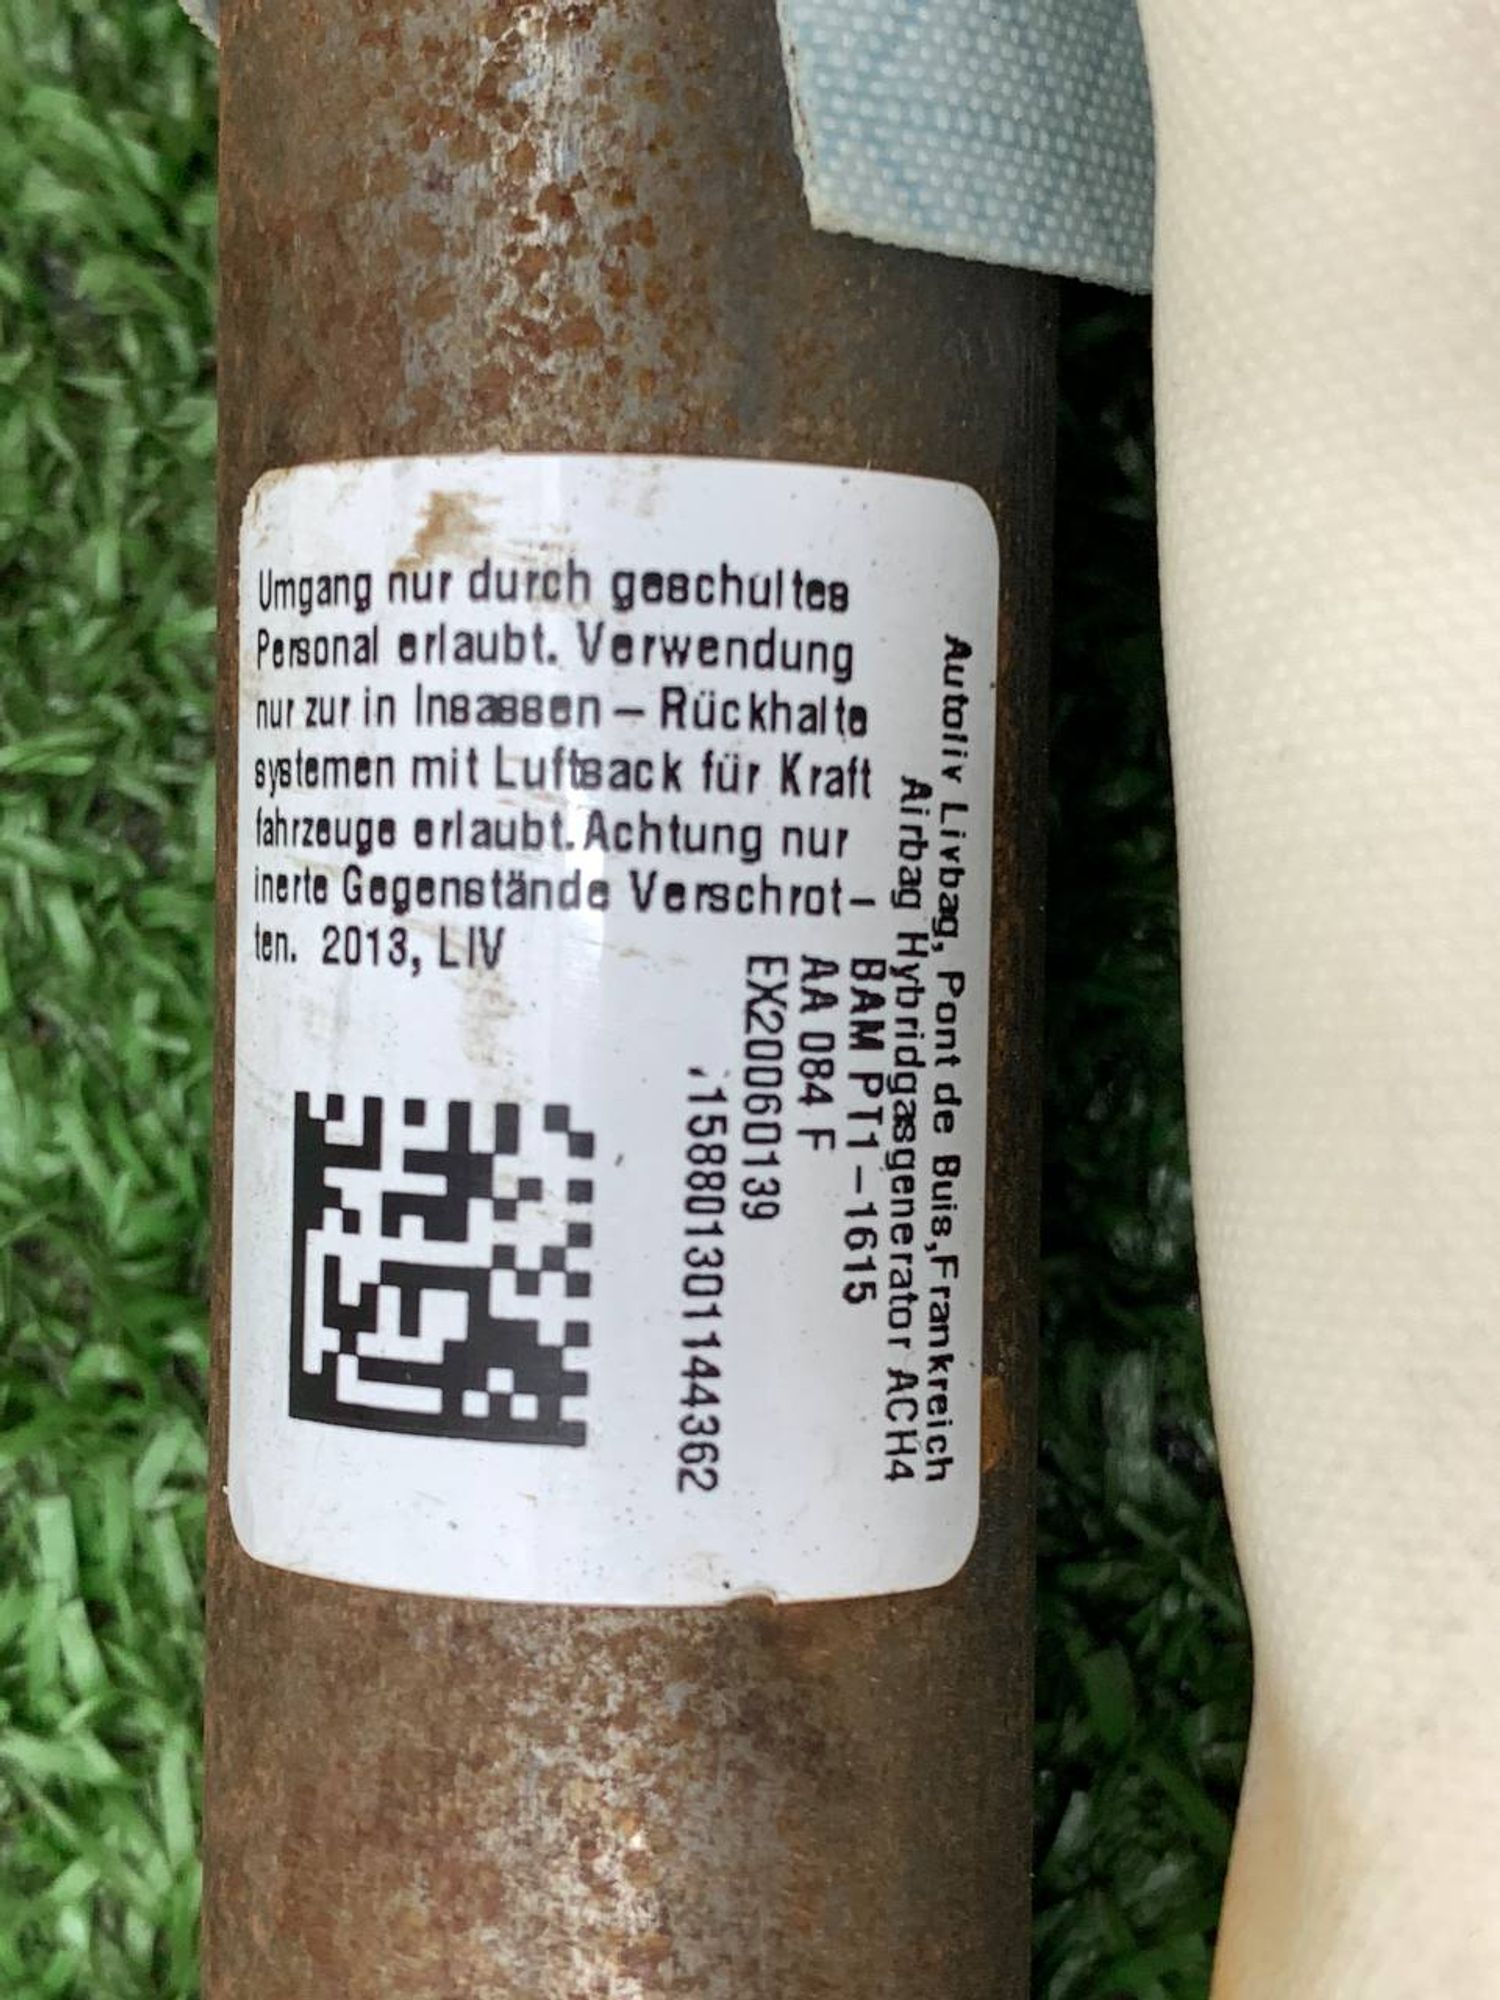 Umgang nur durch geschultes
Personal erlaubt. Verwendung
nur zur in Insassen – Rückhalte
systemen mit Luftsack für Kraft
fahrzeuge erlaubt. Achtung nur
inerte Gegenstände Verschrot-
ten. 2013, LIV
Autoliv Livbag, Pont de Buis,Frankreich
Airbag Hybridgasgenerator ACH4
BAM PT1-1615
AA 084 F
EX20060139
158801301144362